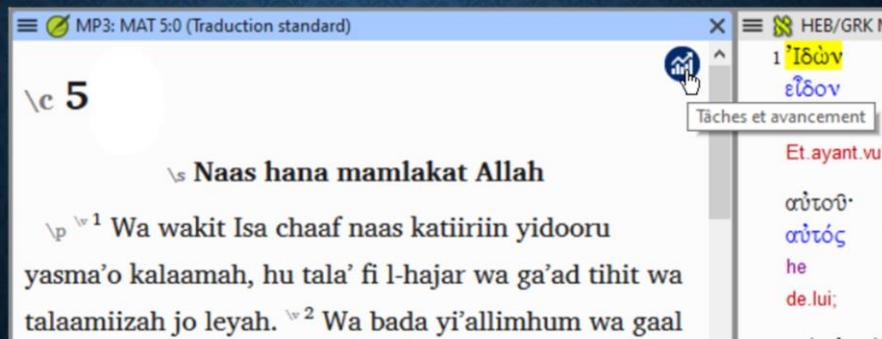 MP3: MAT 5:0 (Traduction standard)
\c 5
\s Naas hana mamlakat Allah
\p \v 1 Wa wakit Isa chaaf naas katiiriin yidooru
yasma’o kalaamah, hu tala’ fi l-hajar wa ga’ad tihit wa
talaamiizah jo leyah. \v 2 Wa bada yi’allimhum wa gaal
Tâches et avancement
HEB/GRK
1 Ἰδὼν
εἶδον
Et.ayant.vu
αὐτοῦ·
αὐτός
he
de.lui;